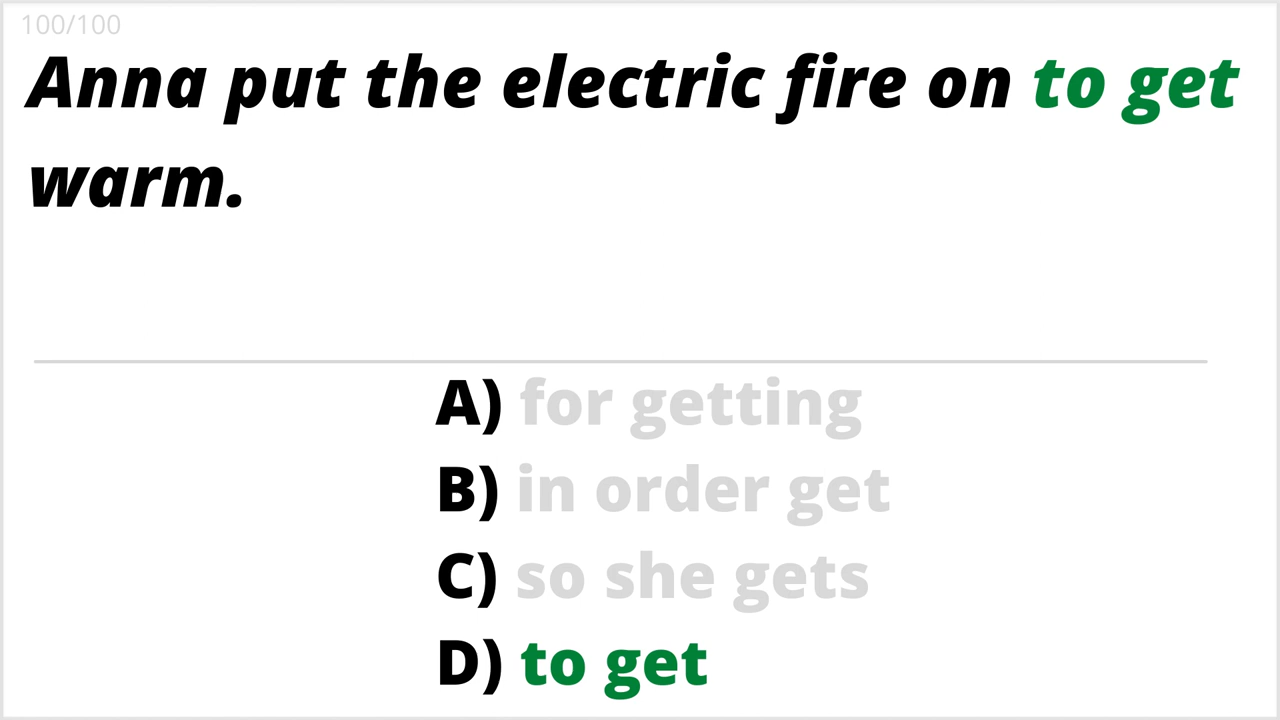 100/100
Anna put the electric fire on to get
warm.
A) for getting
B) in order get
C) so she gets
D) to get